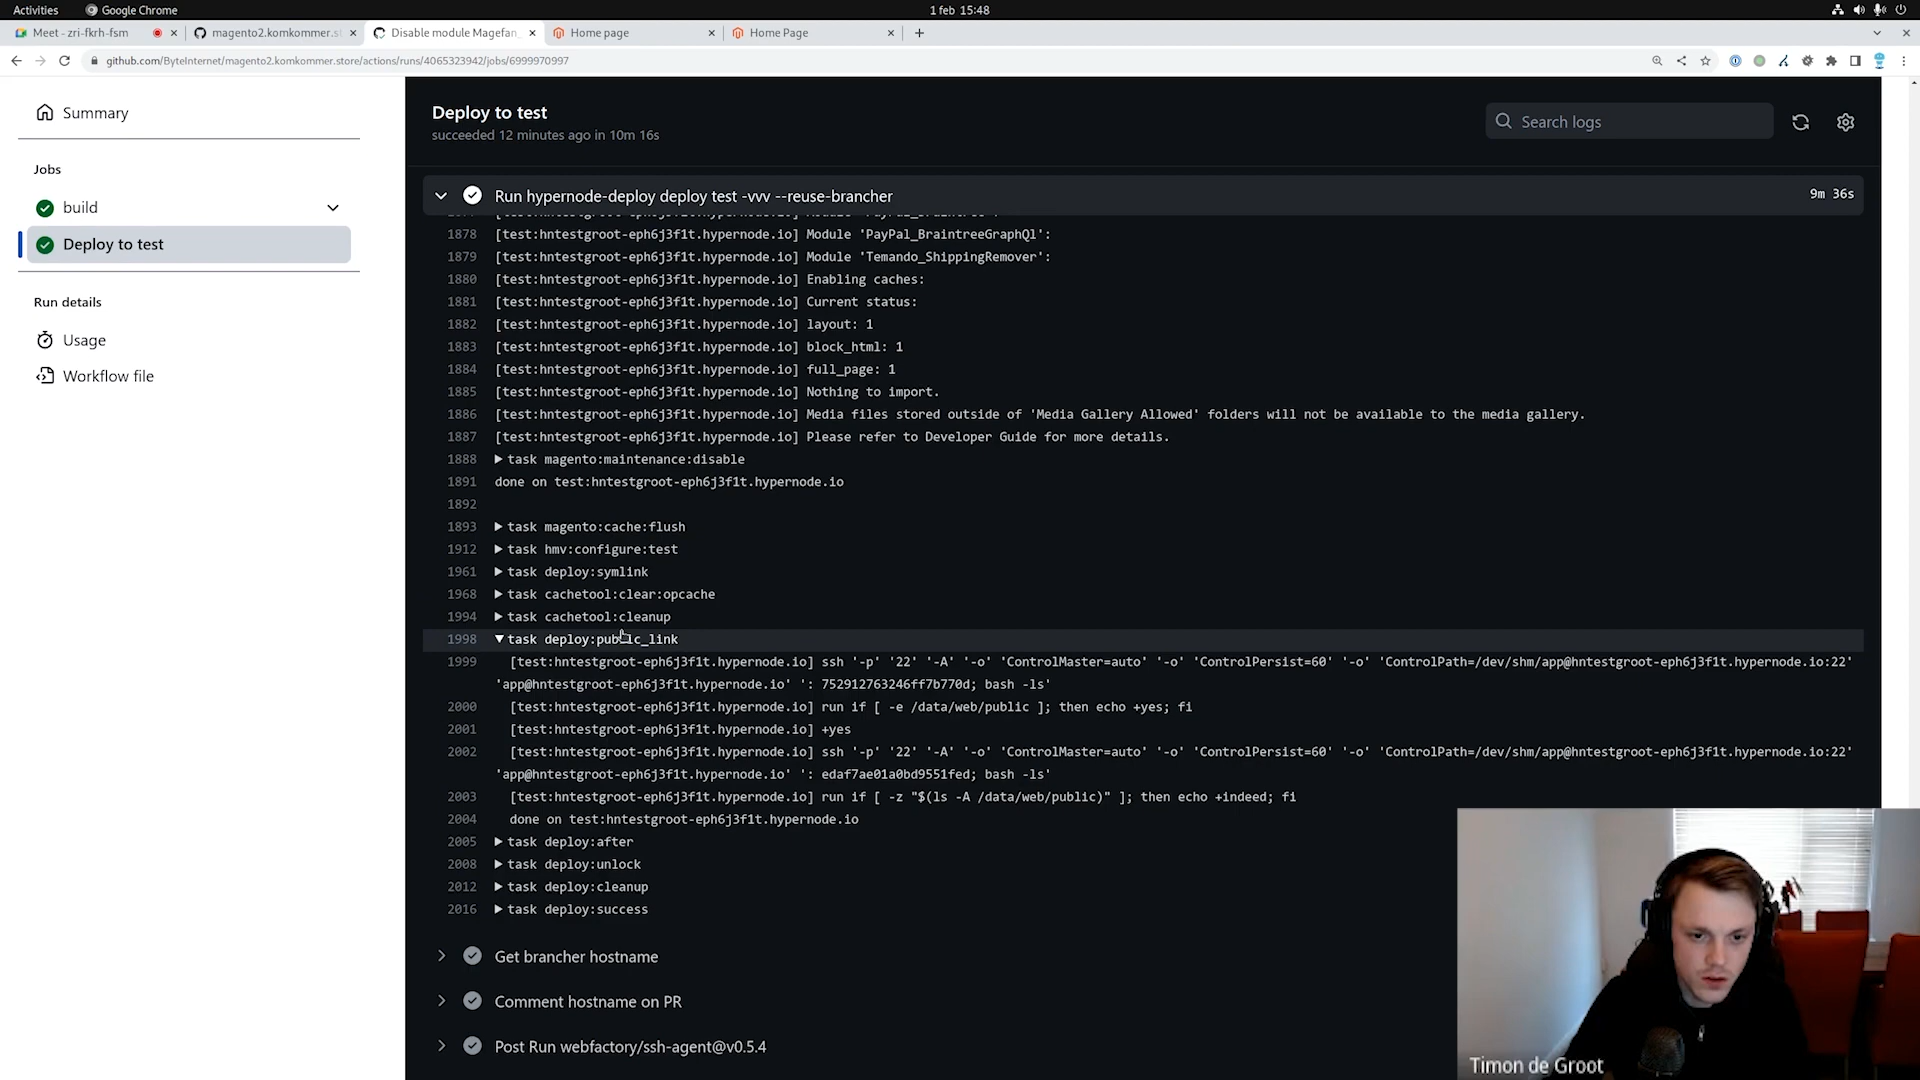 Activities
Google Chrome
1 feb 15:48
Meet - zri-fkrh-fsm
magento2.komkommer.st
Disable module Magefan
Home page
Home Page
github.com/ByteInternet/magento2.komkommer.store/actions/runs/4065323942/jobs/6999970997
Summary
Jobs
build
Deploy to test
Run details
Usage
Workflow file
Deploy to test
succeeded 12 minutes ago in 10m 16s
Search logs
Run hypernode-deploy deploy test -vvv --reuse-brancher
9m 36s
1878 [test:hntestgroot-eph6j3f1t.hypernode.io] Module 'PayPal_BraintreeGraphQl':
1879 [test:hntestgroot-eph6j3f1t.hypernode.io] Module 'Temando_ShippingRemover':
1880 [test:hntestgroot-eph6j3f1t.hypernode.io] Enabling caches:
1881 [test:hntestgroot-eph6j3f1t.hypernode.io] Current status:
1882 [test:hntestgroot-eph6j3f1t.hypernode.io] layout: 1
1883 [test:hntestgroot-eph6j3f1t.hypernode.io] block_html: 1
1884 [test:hntestgroot-eph6j3f1t.hypernode.io] full_page: 1
1885 [test:hntestgroot-eph6j3f1t.hypernode.io] Nothing to import.
1886 [test:hntestgroot-eph6j3f1t.hypernode.io] Media files stored outside of 'Media Gallery Allowed' folders will not be available to the media gallery.
1887 [test:hntestgroot-eph6j3f1t.hypernode.io] Please refer to Developer Guide for more details.
1888 task magento:maintenance:disable
1891 done on test:hntestgroot-eph6j3f1t.hypernode.io
1892
1893 task magento:cache:flush
1912 task hmv:configure:test
1961 task deploy:symlink
1968 task cachetool:clear:opcache
1994 task cachetool:cleanup
1998 task deploy:public_link
1999 [test:hntestgroot-eph6j3f1t.hypernode.io] ssh '-p' '22' '-A' '-o' 'ControlMaster=auto' '-o' 'ControlPersist=60' '-o' 'ControlPath=/dev/shm/app@hntestgroot-eph6j3f1t.hypernode.io:22'
'app@hntestgroot-eph6j3f1t.hypernode.io' ': 752912763246ff7b770d; bash -ls'
2000 [test:hntestgroot-eph6j3f1t.hypernode.io] run if [ -e /data/web/public ]; then echo +yes; fi
2001 [test:hntestgroot-eph6j3f1t.hypernode.io] +yes
2002 [test:hntestgroot-eph6j3f1t.hypernode.io] ssh '-p' '22' '-A' '-o' 'ControlMaster=auto' '-o' 'ControlPersist=60' '-o' 'ControlPath=/dev/shm/app@hntestgroot-eph6j3f1t.hypernode.io:22'
'app@hntestgroot-eph6j3f1t.hypernode.io' ': edaf7ae01a0bd9551fed; bash -ls'
2003 [test:hntestgroot-eph6j3f1t.hypernode.io] run if [ -z "$(ls -A /data/web/public)" ]; then echo +indeed; fi
2004 done on test:hntestgroot-eph6j3f1t.hypernode.io
2005 task deploy:after
2008 task deploy:unlock
2012 task deploy:cleanup
2016 task deploy:success
Get brancher hostname
Comment hostname on PR
Post Run webfactory/ssh-agent@v0.5.4
Timon de Groot